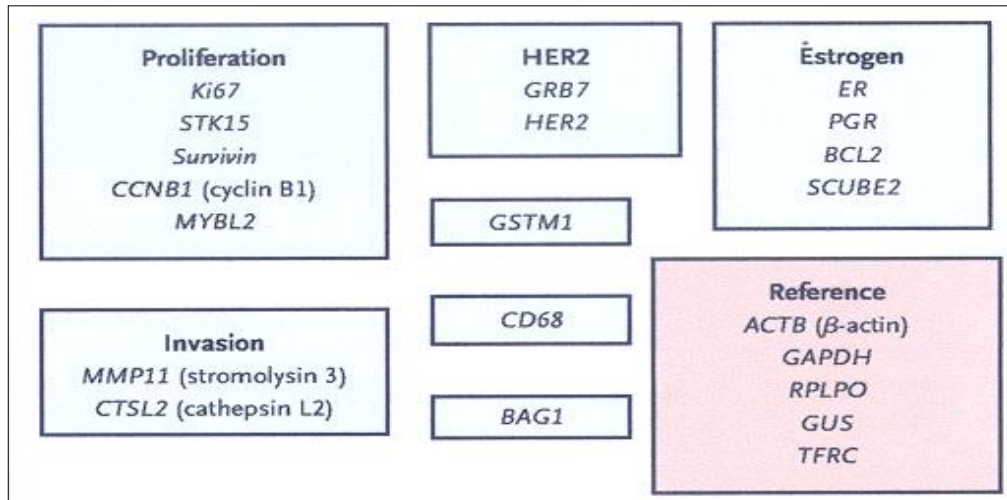 Proliferation
Ki67
STK15
Survivin
CCNB1 (cyclin B1)
MYBL2
Invasion
MMP11 (stromolysin 3)
CTSL2 (cathepsin L2)
HER2
GRB7
HER2
GSTM1
CD68
BAG1
Estrogen
ER
PGR
BCL2
SCUBE2
Reference
ACTB (β-actin)
GAPDH
RPLPO
GUS
TFRC